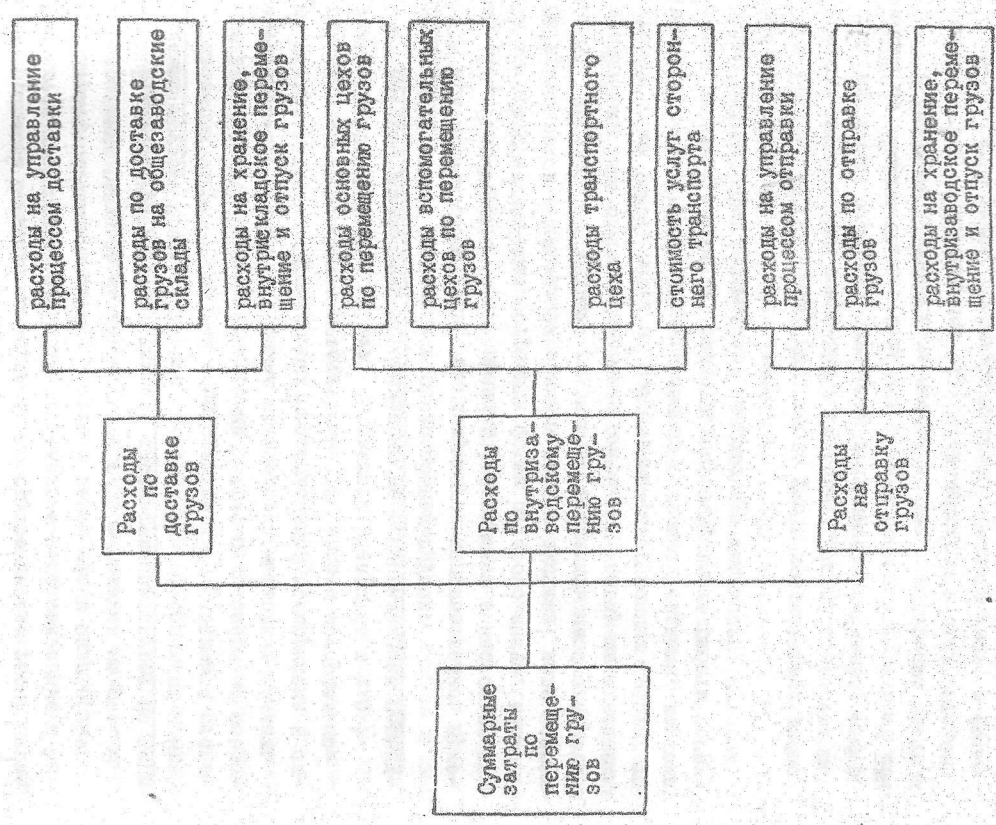 Суммарные
затраты
по
перемеще-
нию гру-
зов
Расходы
по
доставке
грузов
расходы на управление
процессом доставки
расходы по доставке
грузов на общезаводские
склады
расходы на хранение,
внутрискладское переме-
щение и отпуск грузов
Расходы
по
внутриза-
водскому
перемеще-
нию гру-
зов
расходы основных цехов
по перемещению грузов
расходы вспомогательных
цехов по перемещению
грузов
расходы транспортного
цеха
стоимость услуг сторон-
него транспорта
Расходы
на
отправку
грузов
расходы на управление
процессом отправки
расходы по отправке
грузов
расходы на хранение,
внутризаводское переме-
щение и отпуск грузов